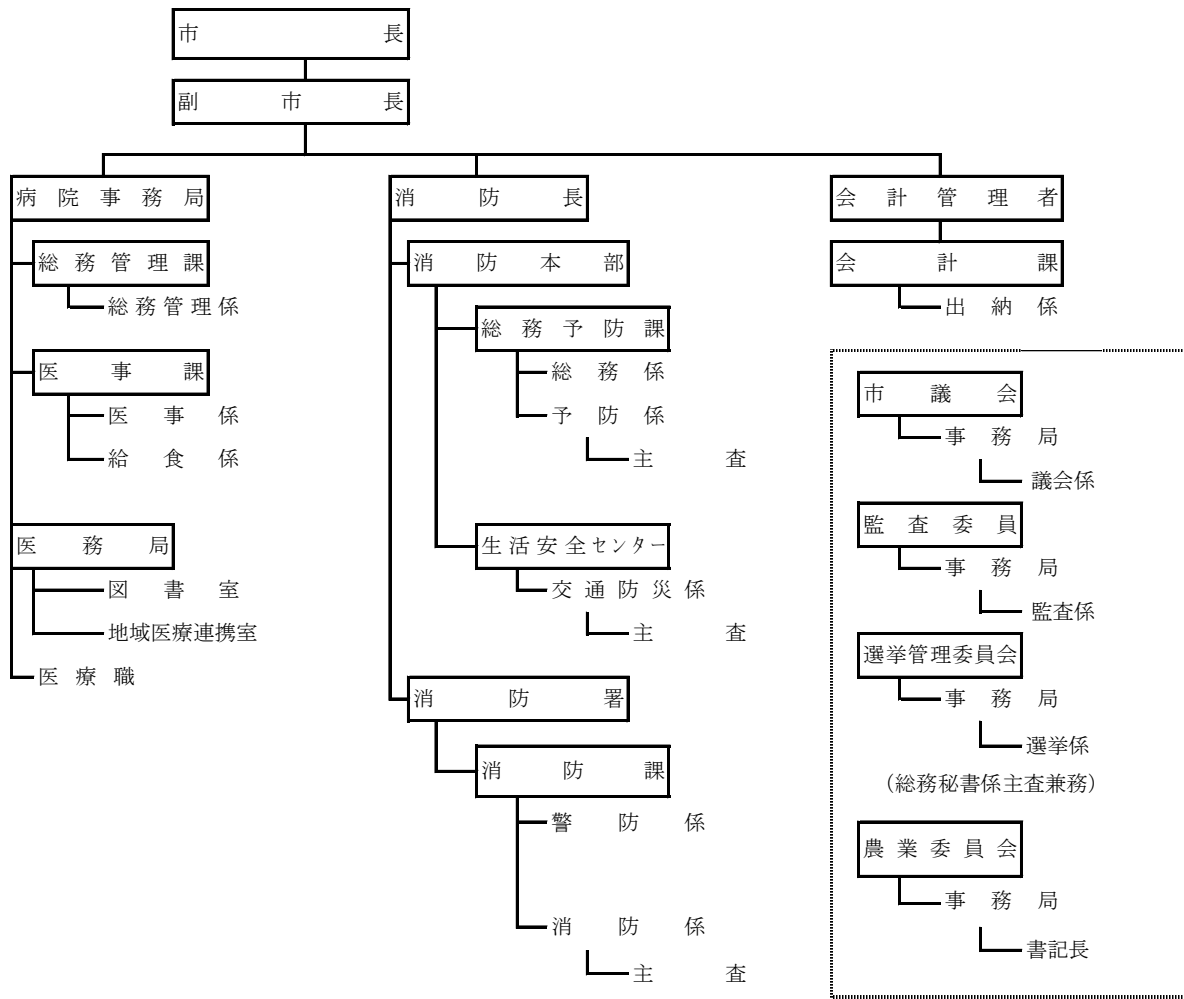 市長
副市長
病院事務局
総務管理課
総務管理係
医事課
医事係
給食係
医務局
図書室
地域医療連携室
医療職
消防長
消防本部
総務予防課
総務係
予防係
主査
生活安全センター
交通防災係
主査
消防署
消防課
警防係
消防係
主査
会計管理者
会計課
出納係
市議会
事務局
議会係
監査委員
事務局
監査係
選挙管理委員会
事務局
選挙係
（総務秘書係主査兼務）
農業委員会
事務局
書記長